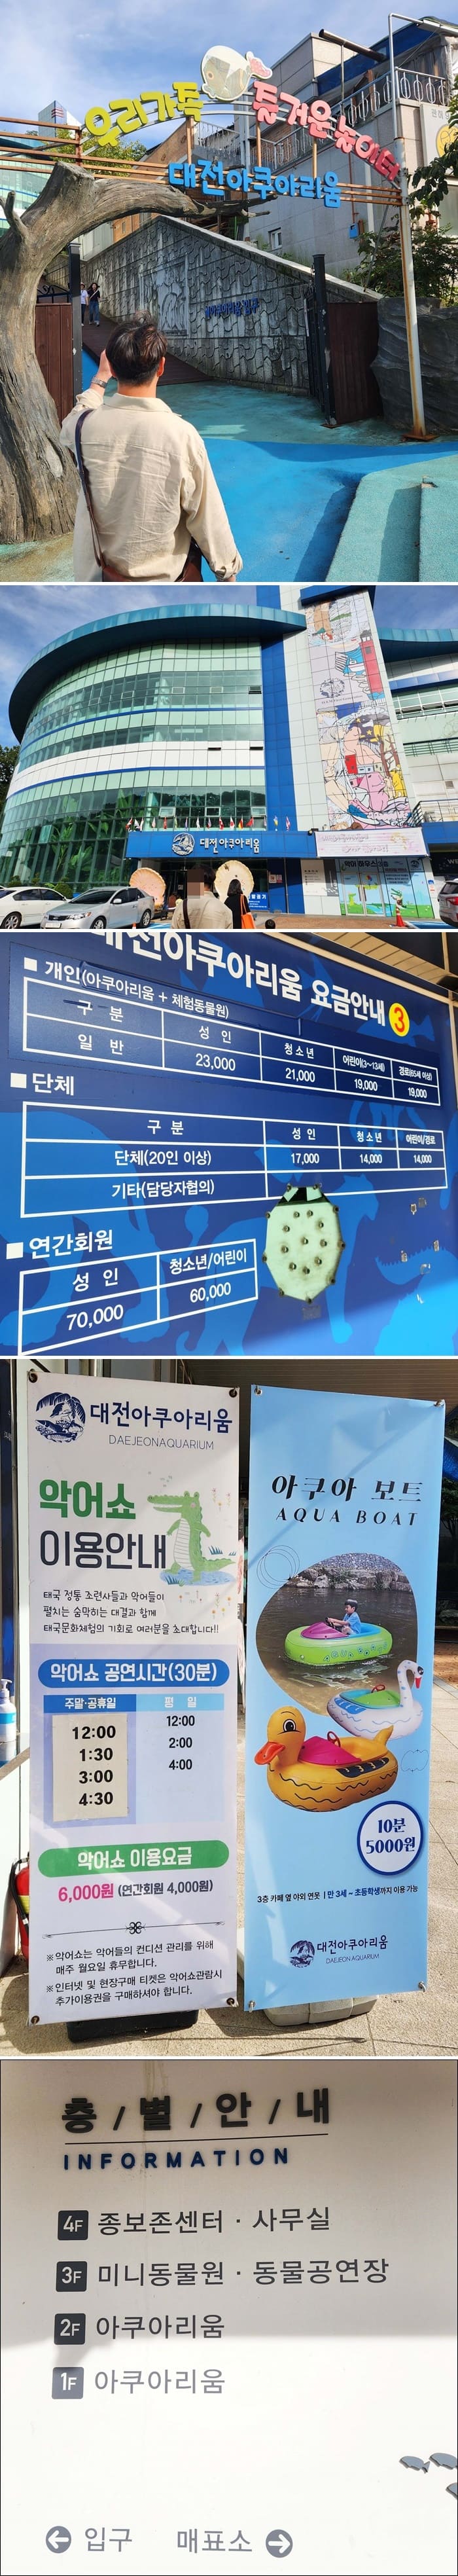 우리가족
즐거운 놀이터
대전아쿠아리움
대전아쿠아리움
대전아쿠아리움 요금안내 3
개인(아쿠아리움 + 체험동물원)
구 분 성 인 청소년 어린이(3~13세) 경로(65세 이상)
일 반 23,000 21,000 19,000 19,000
단체
구 분 성 인 청소년 어린이/경로
단체(20인 이상) 17,000 14,000 14,000
기타(담당자협의)
연간회원
성 인 청소년/어린이
70,000 60,000
대전아쿠아리움
DAEJEONAQUARIUM
악어쇼
이용안내
태국 정통 조련사들과 악어들이
펼치는 숨막히는 대결과 함께
태국문화체험의 기회로 여러분을 초대합니다!!
악어쇼 공연시간(30분)
주말·공휴일 평 일
12:00 12:00
1:30 2:00
3:00 4:00
4:30
악어쇼 이용요금
6,000원 (연간회원 4,000원)
※ 악어쇼는 악어들의 컨디션 관리를 위해
매주 월요일 휴무합니다.
※ 인터넷 및 현장구매 티켓은 악어쇼관람시
추가이용권을 구매하셔야 합니다.
아쿠아 보트
AQUA BOAT
10분
5000원
3층 카페 옆 야외 연못 | 만 3세 ~ 초등학생까지 이용 가능
대전아쿠아리움
DAEJEON AQUARIUM
층 / 별 / 안 / 내
INFORMATION
4F 종보존센터 · 사무실
3F 미니동물원 · 동물공연장
2F 아쿠아리움
1F 아쿠아리움
입구 매표소